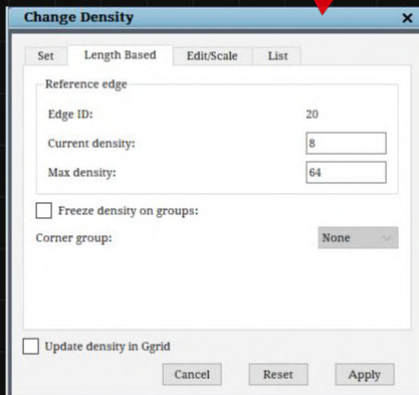 Change Density
Set Length Based Edit/Scale List
Reference edge
Edge ID: 20
Current density: 8
Max density: 64
Freeze density on groups:
Corner group: None
Update density in Ggrid
Cancel Reset Apply